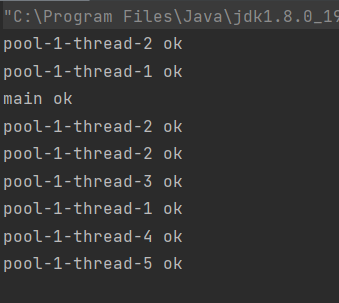 "C:\Program Files\Java\jdk1.8.0_19
pool-1-thread-2 ok
pool-1-thread-1 ok
main ok
pool-1-thread-2 ok
pool-1-thread-2 ok
pool-1-thread-3 ok
pool-1-thread-1 ok
pool-1-thread-4 ok
pool-1-thread-5 ok